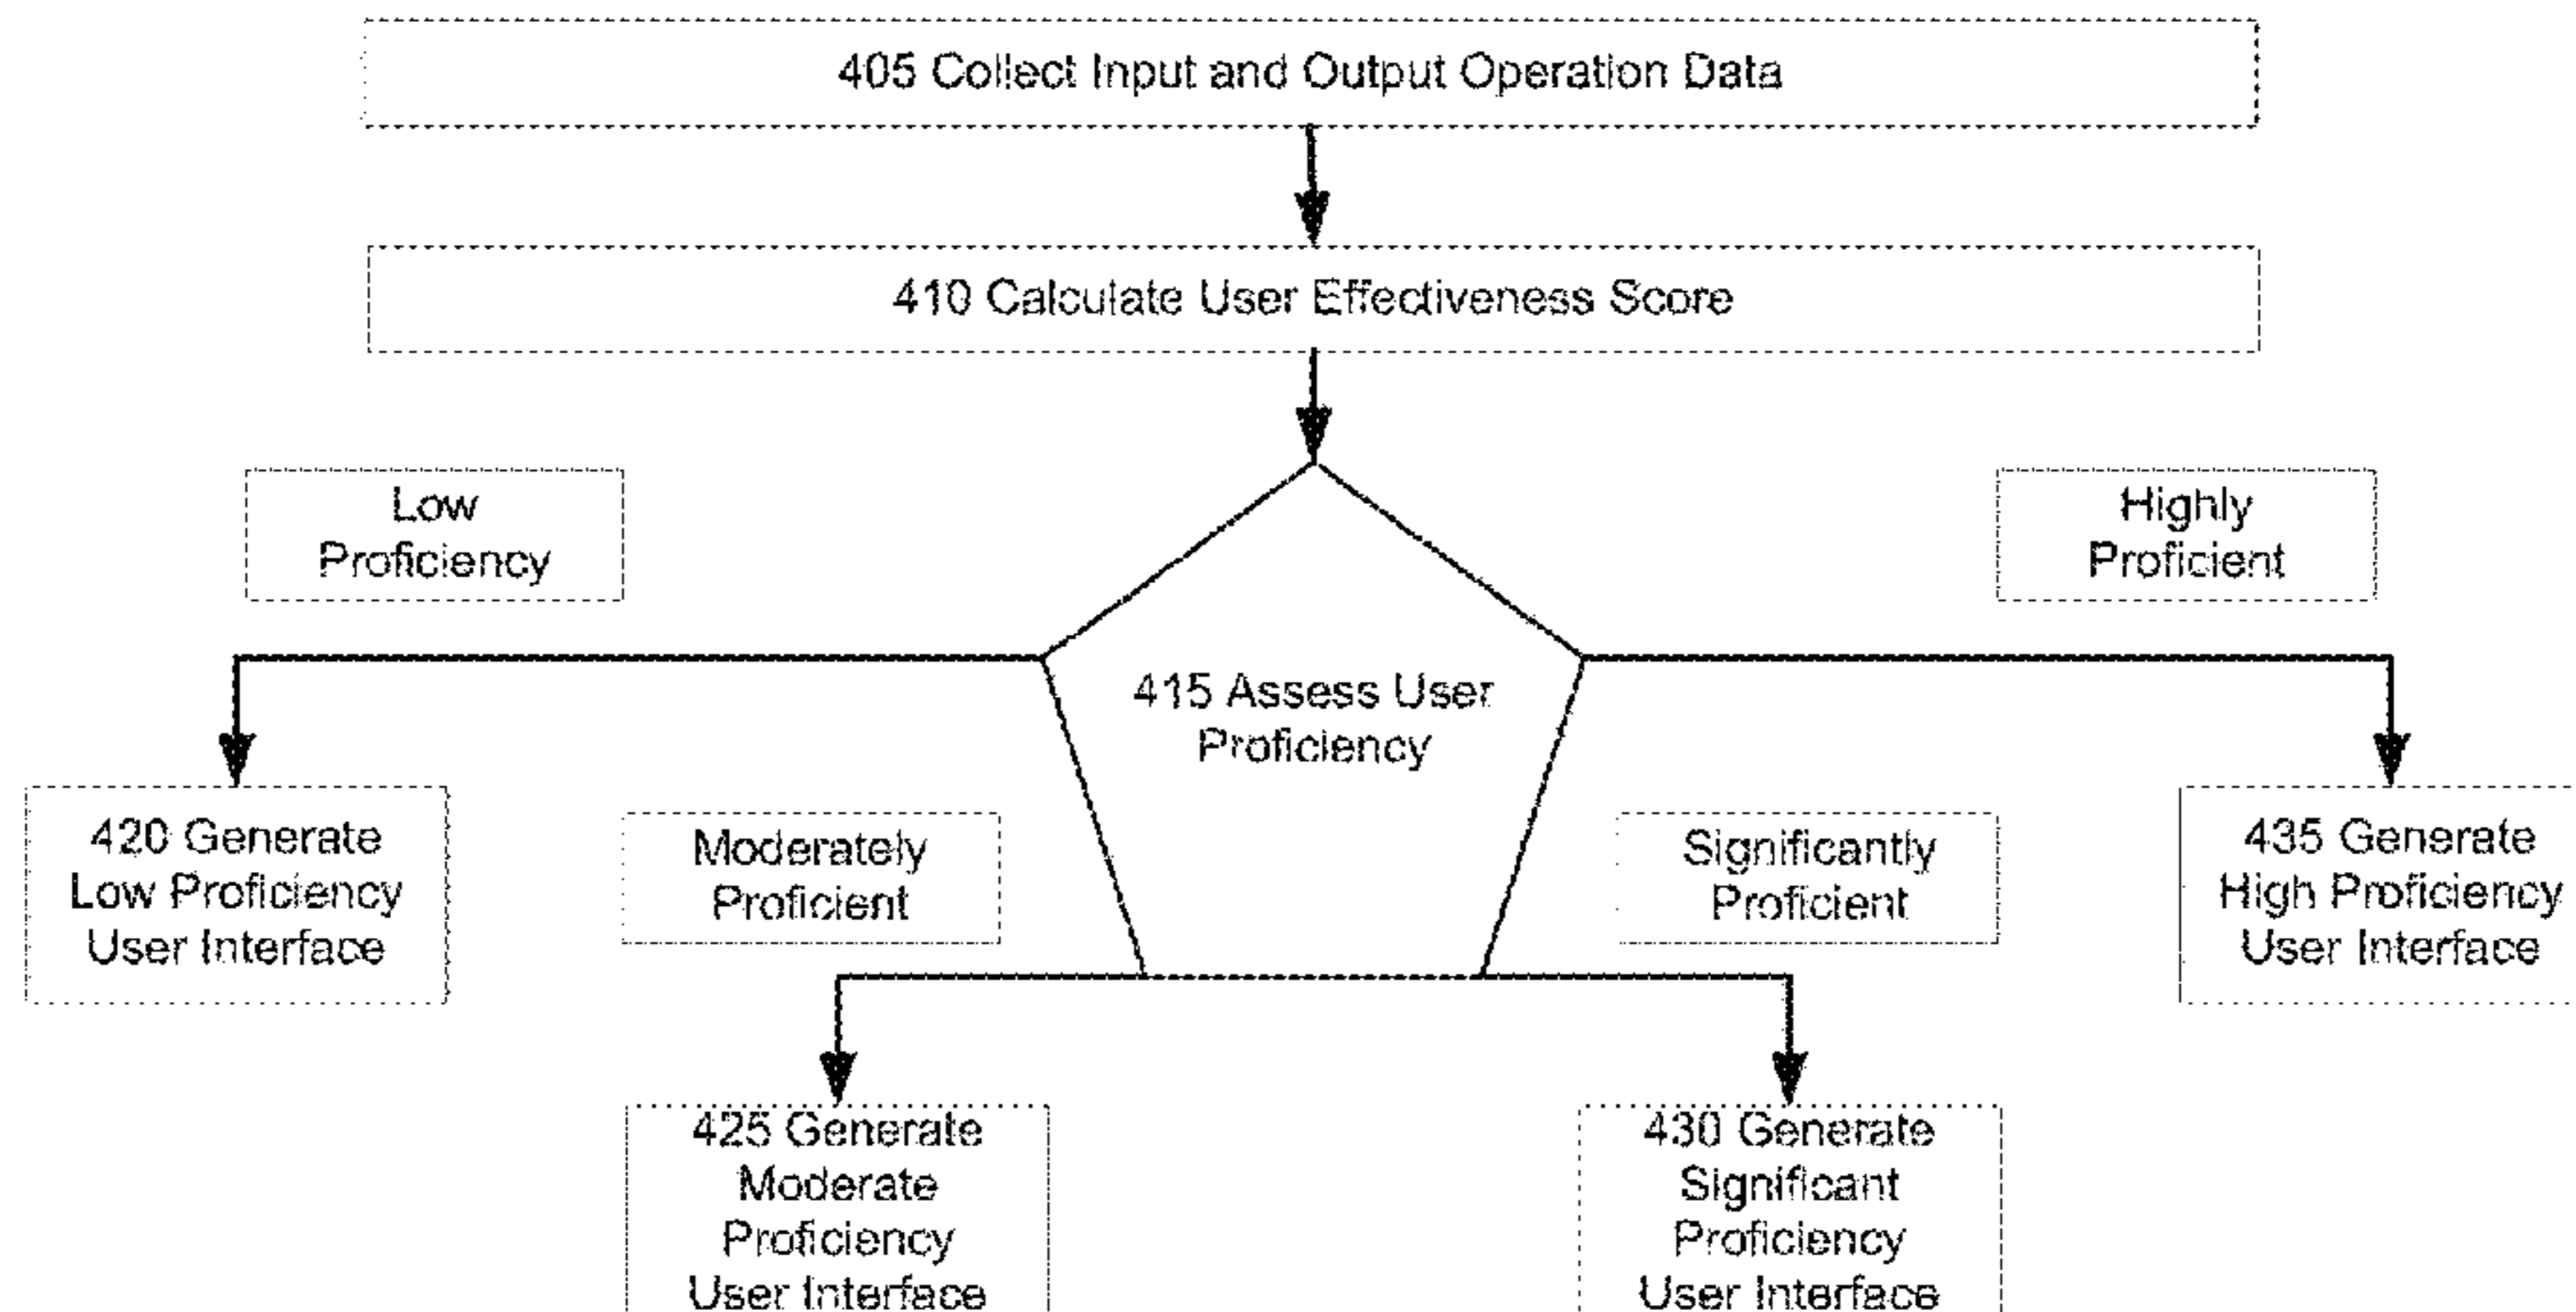 405 Collect Input and Output Operation Data
410 Calculate User Effectiveness Score
Low
Proficiency
Highly
Proficient
415 Assess User
Proficiency
420 Generate
Low Proficiency
User Interface
Moderately
Proficient
Significantly
Proficient
435 Generate
High Proficiency
User Interface
425 Generate
Moderate
Proficiency
User Interface
430 Generate
Significant
Proficiency
User Interface